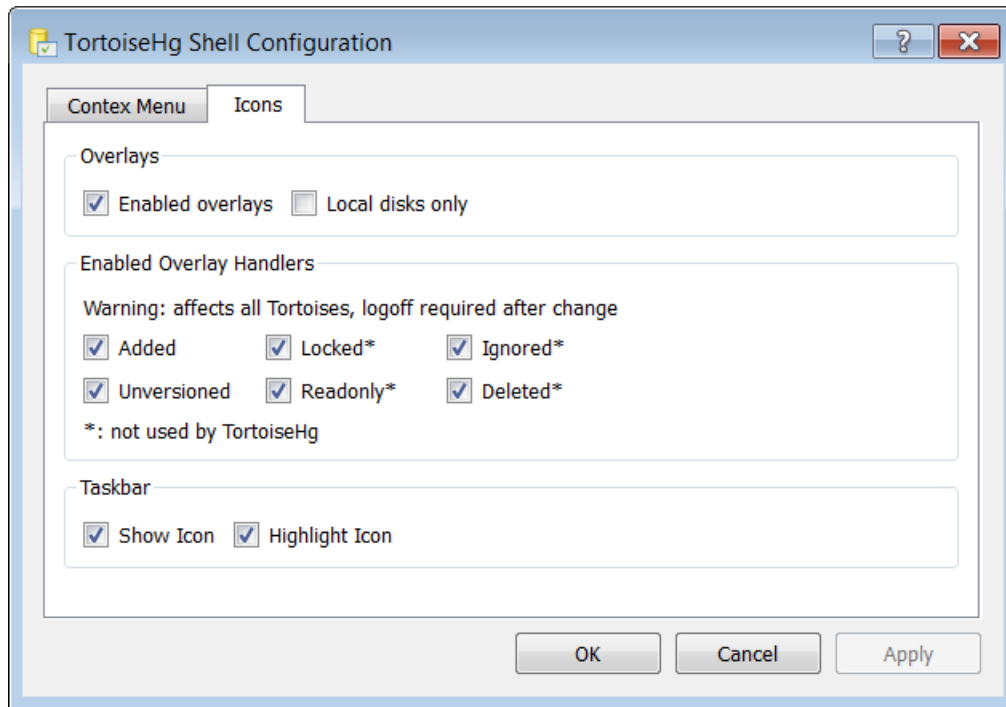 TortoiseHg Shell Configuration
Contex Menu Icons
Overlays
Enabled overlays Local disks only
Enabled Overlay Handlers
Warning: affects all Tortoises, logoff required after change
Added Locked* Ignored*
Unversioned Readonly* Deleted*
*: not used by TortoiseHg
Taskbar
Show Icon Highlight Icon
OK Cancel Apply